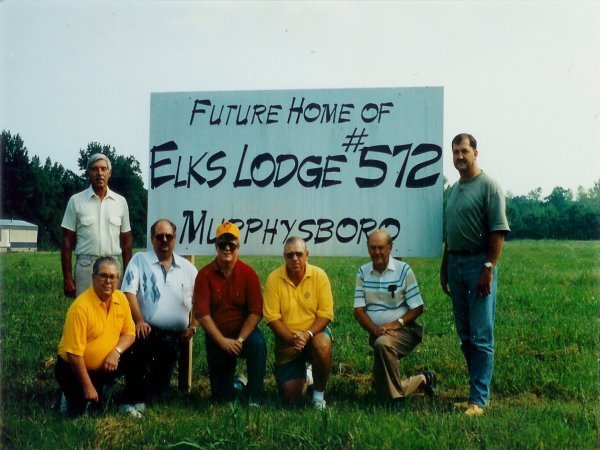 Future Home of
Elks Lodge #572
Murphysboro